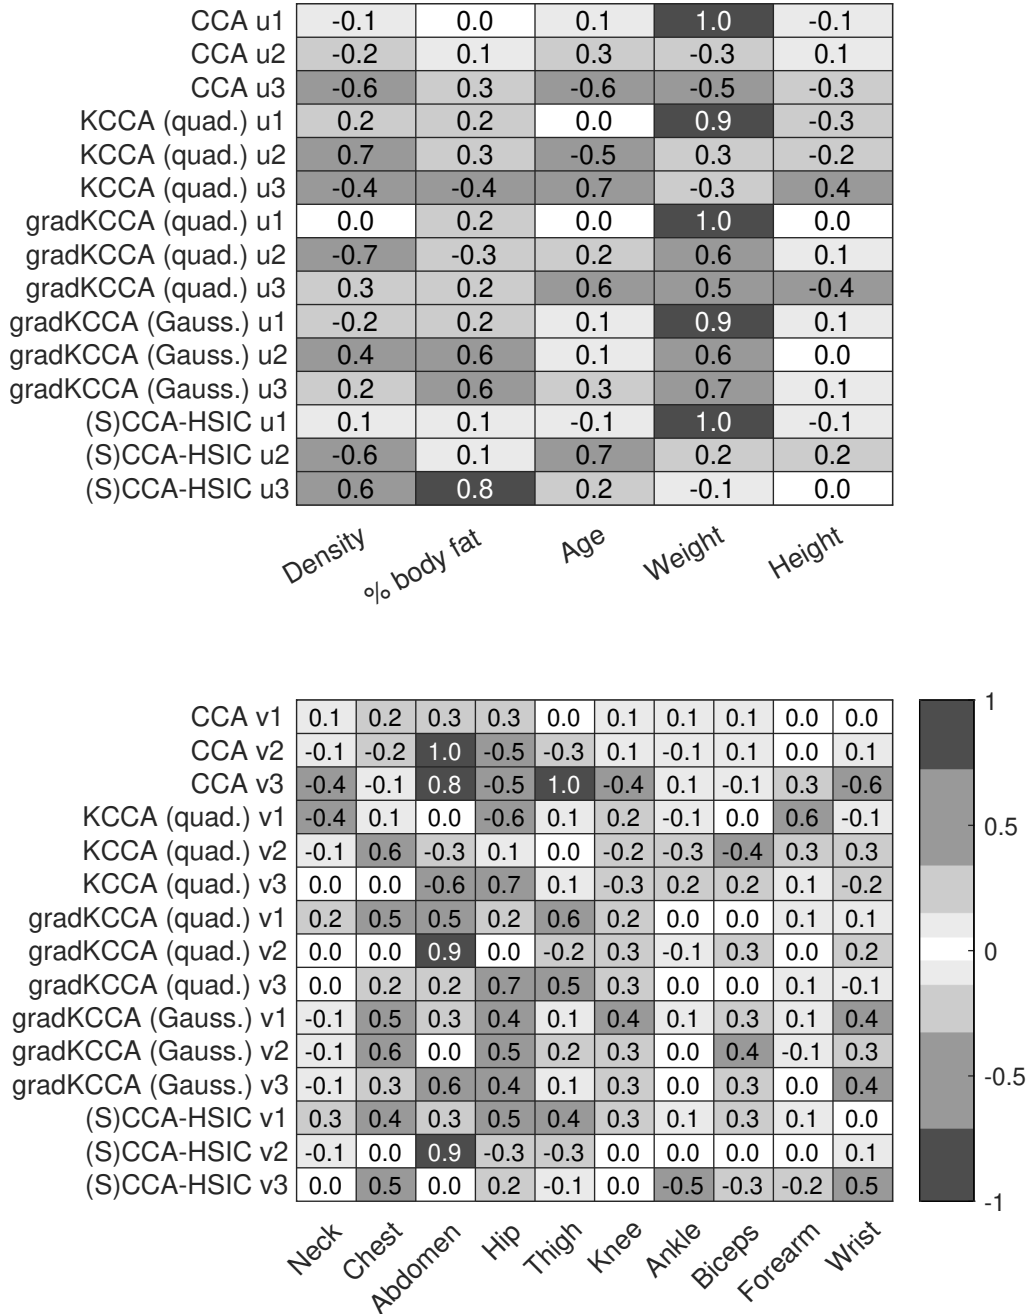 CCA u1 -0.1 0.0 0.1 1.0 -0.1
CCA u2 -0.2 0.1 0.3 -0.3 0.1
CCA u3 -0.6 0.3 -0.6 -0.5 -0.3
KCCA (quad.) u1 0.2 0.2 0.0 0.9 -0.3
KCCA (quad.) u2 0.7 0.3 -0.5 0.3 -0.2
KCCA (quad.) u3 -0.4 -0.4 0.7 -0.3 0.4
gradKCCA (quad.) u1 0.0 0.2 0.0 1.0 0.0
gradKCCA (quad.) u2 -0.7 -0.3 0.2 0.6 0.1
gradKCCA (quad.) u3 0.3 0.2 0.6 0.5 -0.4
gradKCCA (Gauss.) u1 -0.2 0.2 0.1 0.9 0.1
gradKCCA (Gauss.) u2 0.4 0.6 0.1 0.6 0.0
gradKCCA (Gauss.) u3 0.2 0.6 0.3 0.7 0.1
(S)CCA-HSIC u1 0.1 0.1 -0.1 1.0 -0.1
(S)CCA-HSIC u2 -0.6 0.1 0.7 0.2 0.2
(S)CCA-HSIC u3 0.6 0.8 0.2 -0.1 0.0
Density % body fat Age Weight Height
CCA v1 0.1 0.2 0.3 0.3 0.0 0.1 0.1 0.1 0.0 0.0
CCA v2 -0.1 -0.2 1.0 -0.5 -0.3 0.1 -0.1 0.1 0.0 0.1
CCA v3 -0.4 -0.1 0.8 -0.5 1.0 -0.4 0.1 -0.1 0.3 -0.6
KCCA (quad.) v1 -0.4 0.1 0.0 -0.6 0.1 0.2 -0.1 0.0 0.6 -0.1
KCCA (quad.) v2 -0.1 0.6 -0.3 0.1 0.0 -0.2 -0.3 -0.4 0.3 0.3
KCCA (quad.) v3 0.0 0.0 -0.6 0.7 0.1 -0.3 0.2 0.2 0.1 -0.2
gradKCCA (quad.) v1 0.2 0.5 0.5 0.2 0.6 0.2 0.0 0.0 0.1 0.1
gradKCCA (quad.) v2 0.0 0.0 0.9 0.0 -0.2 0.3 -0.1 0.3 0.0 0.2
gradKCCA (quad.) v3 0.0 0.2 0.2 0.7 0.5 0.3 0.0 0.0 0.1 -0.1
gradKCCA (Gauss.) v1 -0.1 0.5 0.3 0.4 0.1 0.4 0.1 0.3 0.1 0.4
gradKCCA (Gauss.) v2 -0.1 0.6 0.0 0.5 0.2 0.3 0.0 0.4 -0.1 0.3
gradKCCA (Gauss.) v3 -0.1 0.3 0.6 0.4 0.1 0.3 0.0 0.3 0.0 0.4
(S)CCA-HSIC v1 0.3 0.4 0.3 0.5 0.4 0.3 0.1 0.3 0.1 0.0
(S)CCA-HSIC v2 -0.1 0.0 0.9 -0.3 -0.3 0.0 0.0 0.0 0.0 0.1
(S)CCA-HSIC v3 0.0 0.5 0.0 0.2 -0.1 0.0 -0.5 -0.3 -0.2 0.5
Neck Chest Abdomen Hip Thigh Knee Ankle Biceps Forearm Wrist
1
0.5
0
-0.5
-1